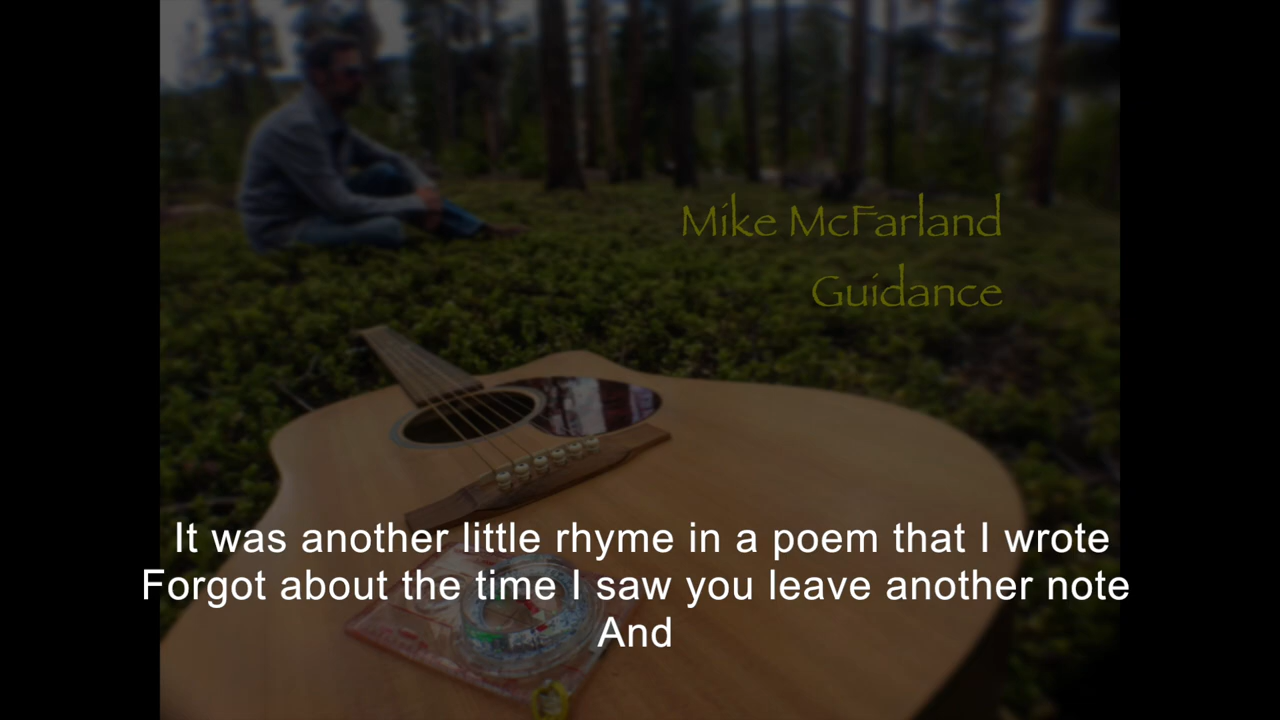 Mike McFarland
Guidance
It was another little rhyme in a poem that I wrote
Forgot about the time I saw you leave another note
And